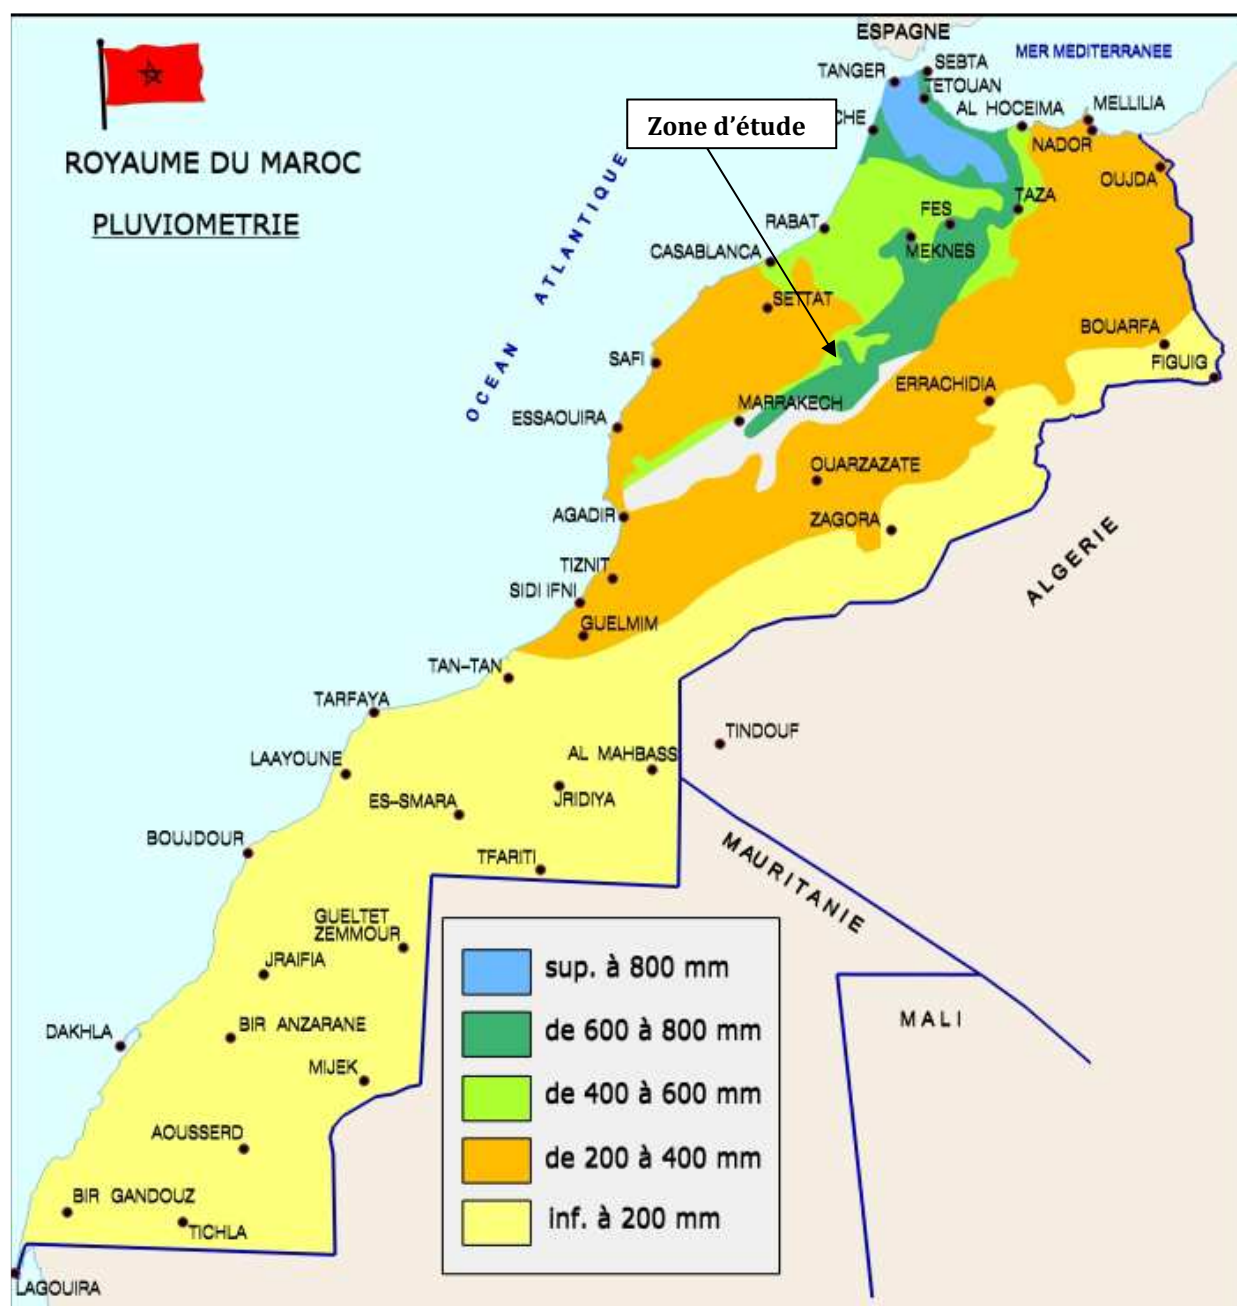 ESPAGNE
MER MEDITERRANEE
SEBTA
TANGER
TETOUAN
AL HOCEIMA
MELLILIA
Zone d'étude
CHE
NADOR
ROYAUME DU MAROC
OUJDA
PLUVIOMETRIE
TAZA
FES
RABAT
MEKNES
CASABLANCA
OCEAN ATLANTIQUE
SETTAT
BOUARFA
SAFI
FIGUIG
ERRACHIDIA
MARRAKECH
ESSAOUIRA
OUARZAZATE
AGADIR
ZAGORA
ALGERIE
TIZNIT
SIDI IFNI
GUELMIM
TAN-TAN
TARFAYA
TINDOUF
AL MAHBASS
LAAYOUNE
JRIDIYA
ES-SMARA
BOUJDOUR
TFARITI
MAURITANIE
GUELTET
ZEMMOUR
JRAIFIA
sup. à 800 mm
DAKHLA
BIR ANZARANE
de 600 à 800 mm
MALI
MIJEK
de 400 à 600 mm
AOUSSERD
de 200 à 400 mm
BIR GANDOUZ
TICHLA
inf. à 200 mm
LAGOUIRA